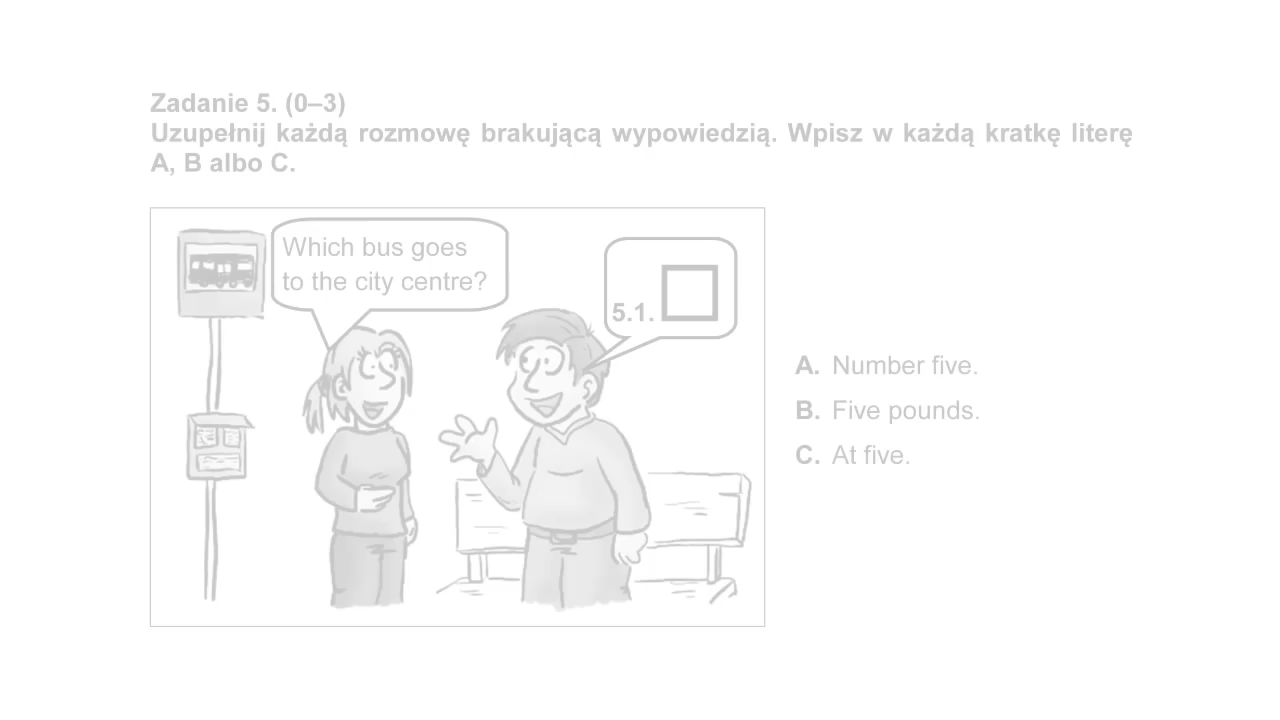 Zadanie 5. (0–3)
Uzupełnij każdą rozmowę brakującą wypowiedzią. Wpisz w każdą kratkę literę
A, B albo C.
Which bus goes
to the city centre?
5.1.
A. Number five.
B. Five pounds.
C. At five.